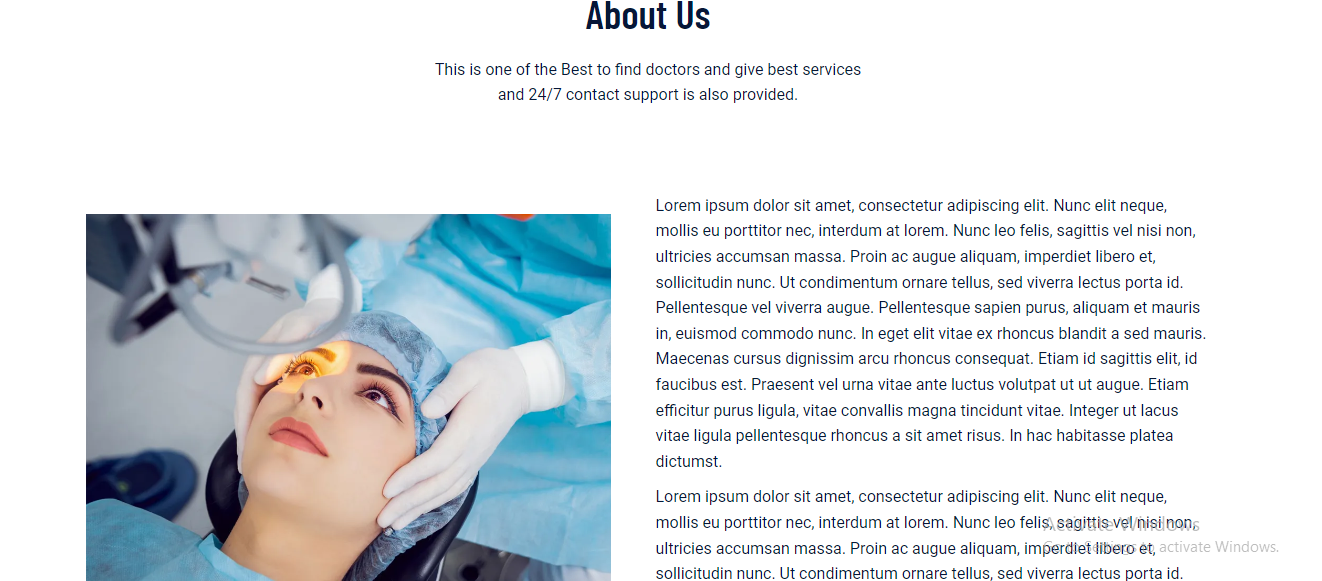 About Us
This is one of the Best to find doctors and give best services
and 24/7 contact support is also provided.
Lorem ipsum dolor sit amet, consectetur adipiscing elit. Nunc elit neque,
mollis eu porttitor nec, interdum at lorem. Nunc leo felis, sagittis vel nisi non,
ultricies accumsan massa. Proin ac augue aliquam, imperdiet libero et,
sollicitudin nunc. Ut condimentum ornare tellus, sed viverra lectus porta id.
Pellentesque vel viverra augue. Pellentesque sapien purus, aliquam et mauris
in, euismod commodo nunc. In eget elit vitae ex rhoncus blandit a sed mauris.
Maecenas cursus dignissim arcu rhoncus consequat. Etiam id sagittis elit, id
faucibus est. Praesent vel urna vitae ante luctus volutpat ut ut augue. Etiam
efficitur purus ligula, vitae convallis magna tincidunt vitae. Integer ut lacus
vitae ligula pellentesque rhoncus a sit amet risus. In hac habitasse platea
dictumst.
Lorem ipsum dolor sit amet, consectetur adipiscing elit. Nunc elit neque,
mollis eu porttitor nec, interdum at lorem. Nunc leo felis, sagittis vel nisi non,
ultricies accumsan massa. Proin ac augue aliquam, imperdiet libero et,
sollicitudin nunc. Ut condimentum ornare tellus, sed viverra lectus porta id.
Activate Windows
Go to Settings to activate Windows.